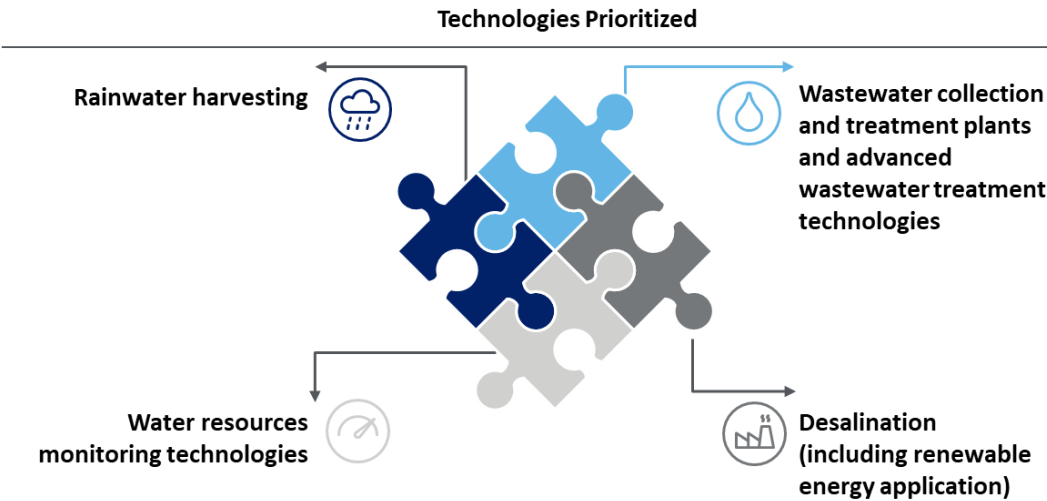 Technologies Prioritized
Rainwater harvesting
Wastewater collection
and treatment plants
and advanced
wastewater treatment
technologies
Water resources
monitoring technologies
Desalination
(including renewable
energy application)